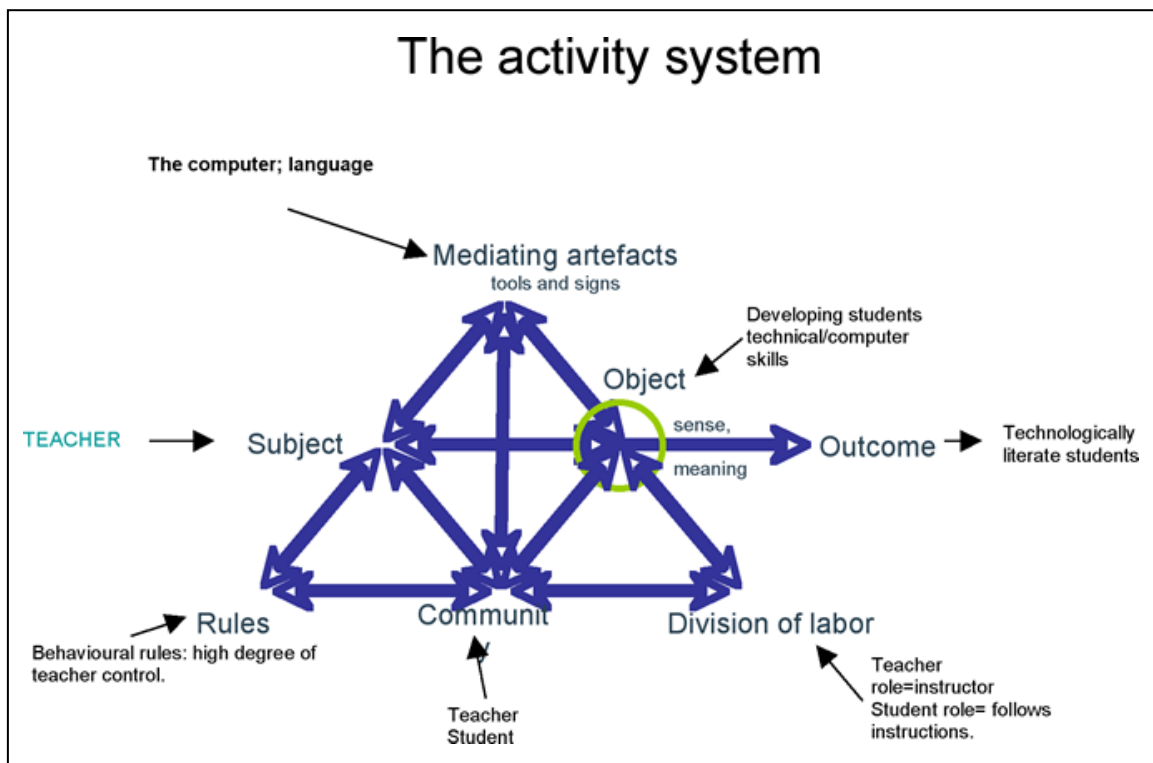 The activity system
The computer; language
Mediating artefacts
tools and signs
Developing students
technical/computer
skills
Object
TEACHER
Subject
sense,
meaning
Outcome
Technologically
literate students
Rules
Behavioural rules: high degree of
teacher control.
Communit
y
Teacher
Student
Division of labor
Teacher
role=instructor
Student role= follows
instructions.